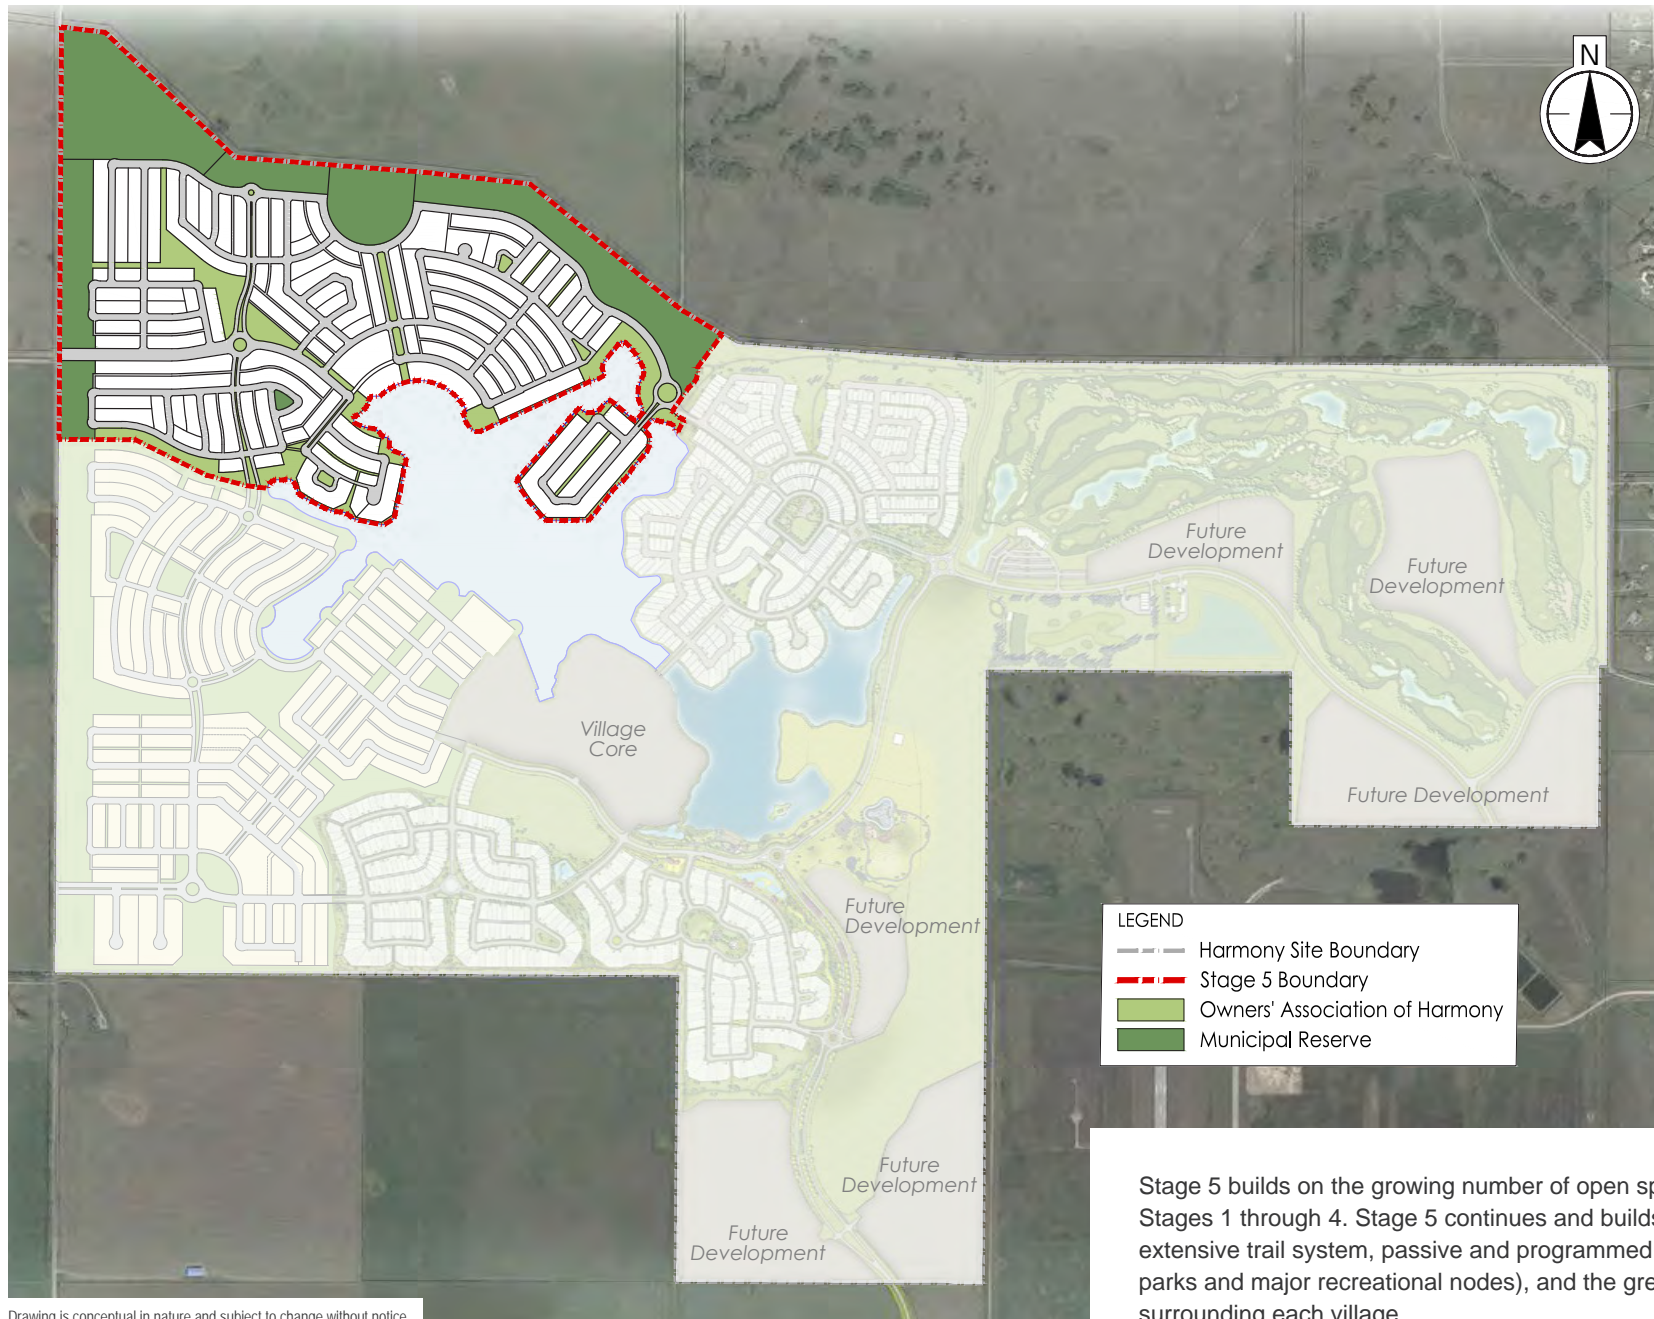 N
Future
Development
Future
Development
Village
Core
Future Development
Future
Development
LEGEND
Harmony Site Boundary
Stage 5 Boundary
Owners' Association of Harmony
Municipal Reserve
Future
Development
Future
Development
Stage 5 builds on the growing number of open sp
Stages 1 through 4. Stage 5 continues and builds
extensive trail system, passive and programmed
parks and major recreational nodes), and the gre
surrounding each village
Drawing is conceptual in nature and subject to change without notice